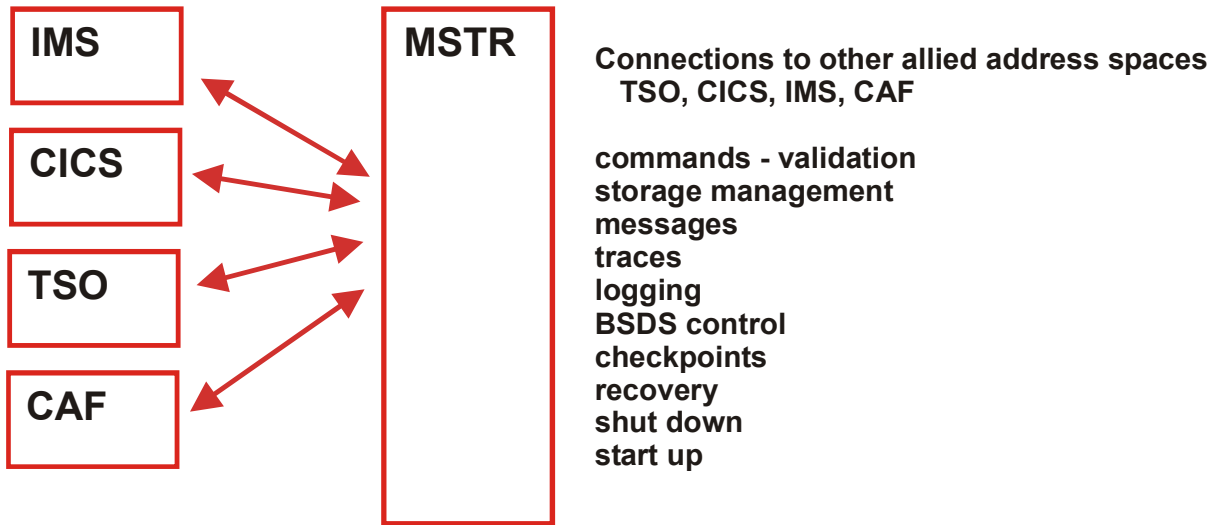 IMS
CICS
TSO
CAF
MSTR
Connections to other allied address spaces
TSO, CICS, IMS, CAF
commands - validation
storage management
messages
traces
logging
BSDS control
checkpoints
recovery
shut down
start up